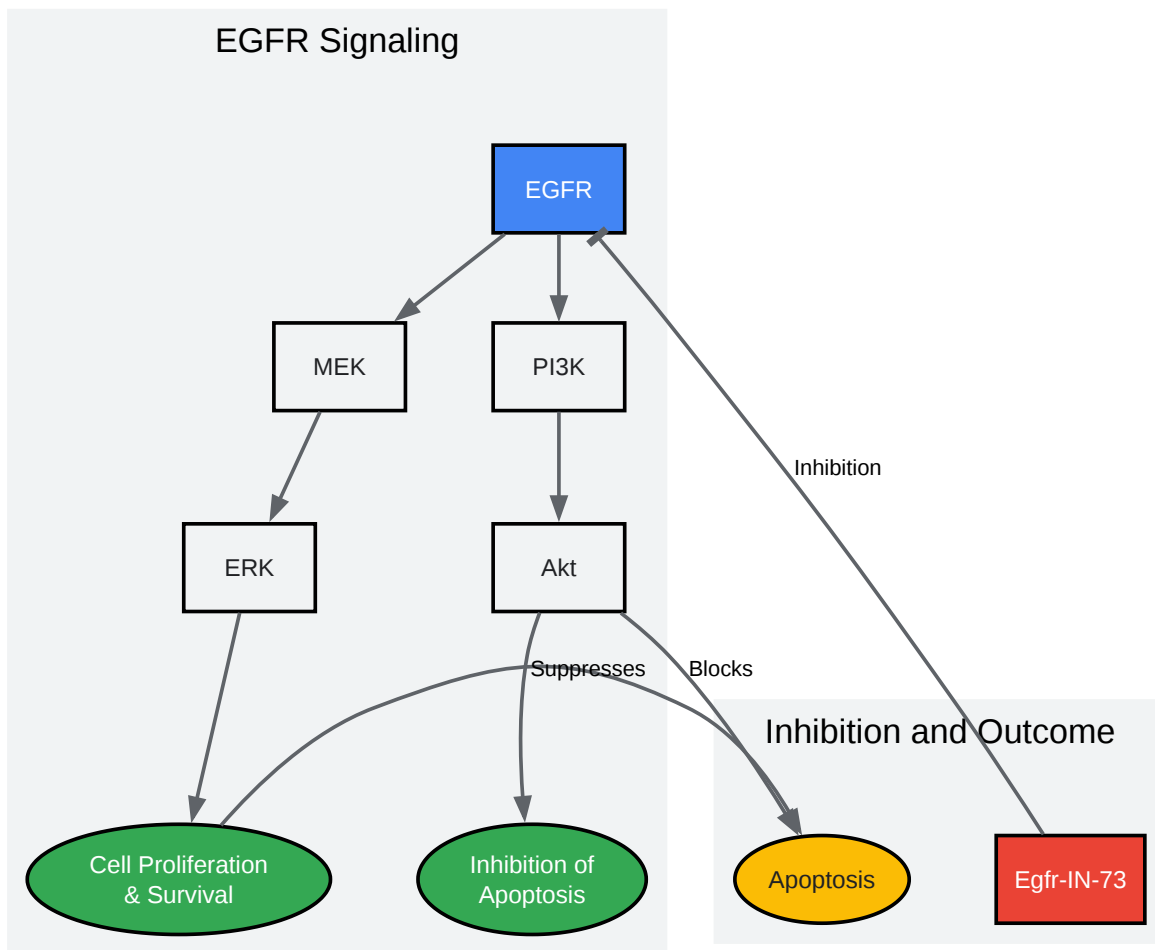 EGFR Signaling
EGFR
MEK
PI3K
Inhibition
ERK
Akt
Suppresses
Blocks
Inhibition and Outcome
Cell Proliferation
& Survival
Inhibition of
Apoptosis
Apoptosis
Egfr-IN-73